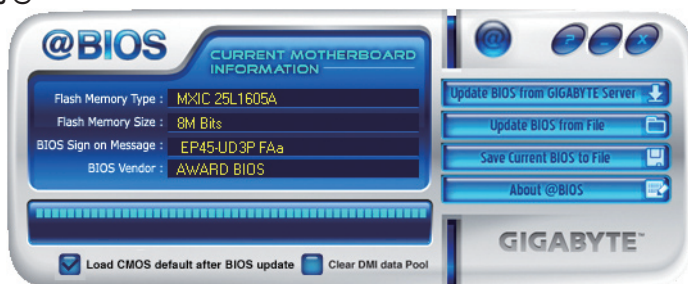 @BIOS
CURRENT MOTHERBOARD
INFORMATION
Flash Memory Type : MXIC 25L1605A
Flash Memory Size : 8M Bits
BIOS Sign on Message : EP45-UD3P FAa
BIOS Vendor : AWARD BIOS
Load CMOS default after BIOS update Clear DMI data Pool
@ ? - X
Update BIOS from GIGABYTE Server
Update BIOS from File
Save Current BIOS to File
About @BIOS
GIGABYTE™